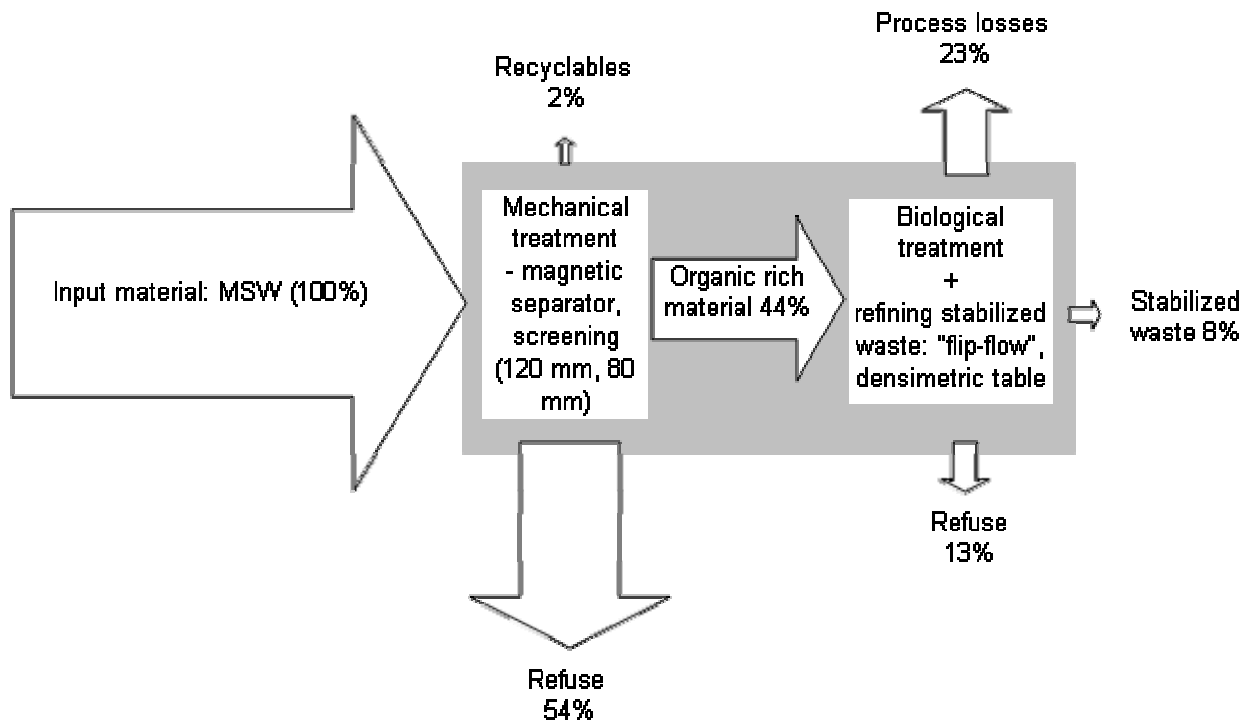 Process losses
23%
Recyclables
2%
Input material: MSW (100%)
Mechanical
treatment
- magnetic
separator,
screening
(120 mm, 80
mm)
Organic rich
material 44%
Biological
treatment
+
refining stabilized
waste: "flip-flow",
densimetric table
Stabilized
waste 8%
Refuse
13%
Refuse
54%